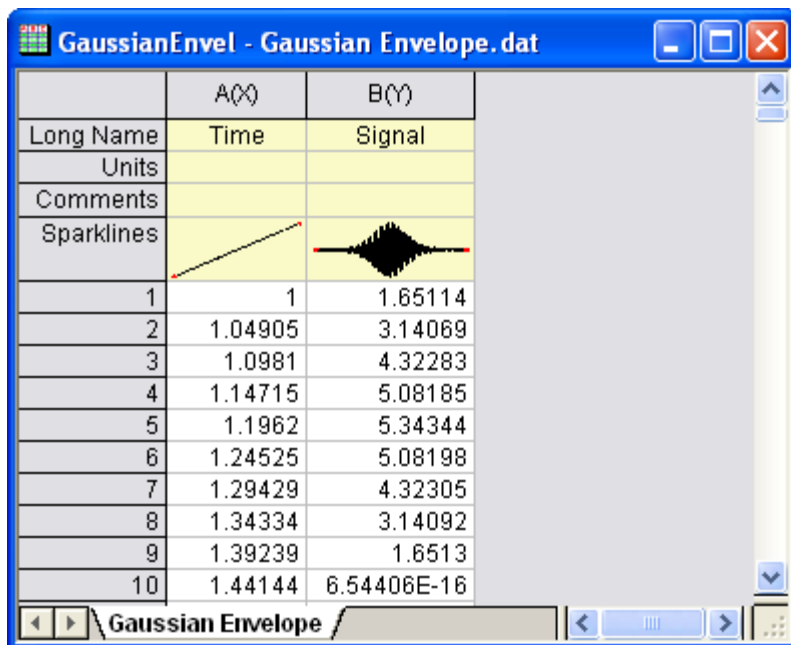 GaussianEnvel - Gaussian Envelope.dat
A(X) B(Y)
Long Name Time Signal
Units
Comments
Sparklines
1 1 1.65114
2 1.04905 3.14069
3 1.0981 4.32283
4 1.14715 5.08185
5 1.1962 5.34344
6 1.24525 5.08198
7 1.29429 4.32305
8 1.34334 3.14092
9 1.39239 1.6513
10 1.44144 6.54406E-16
Gaussian Envelope